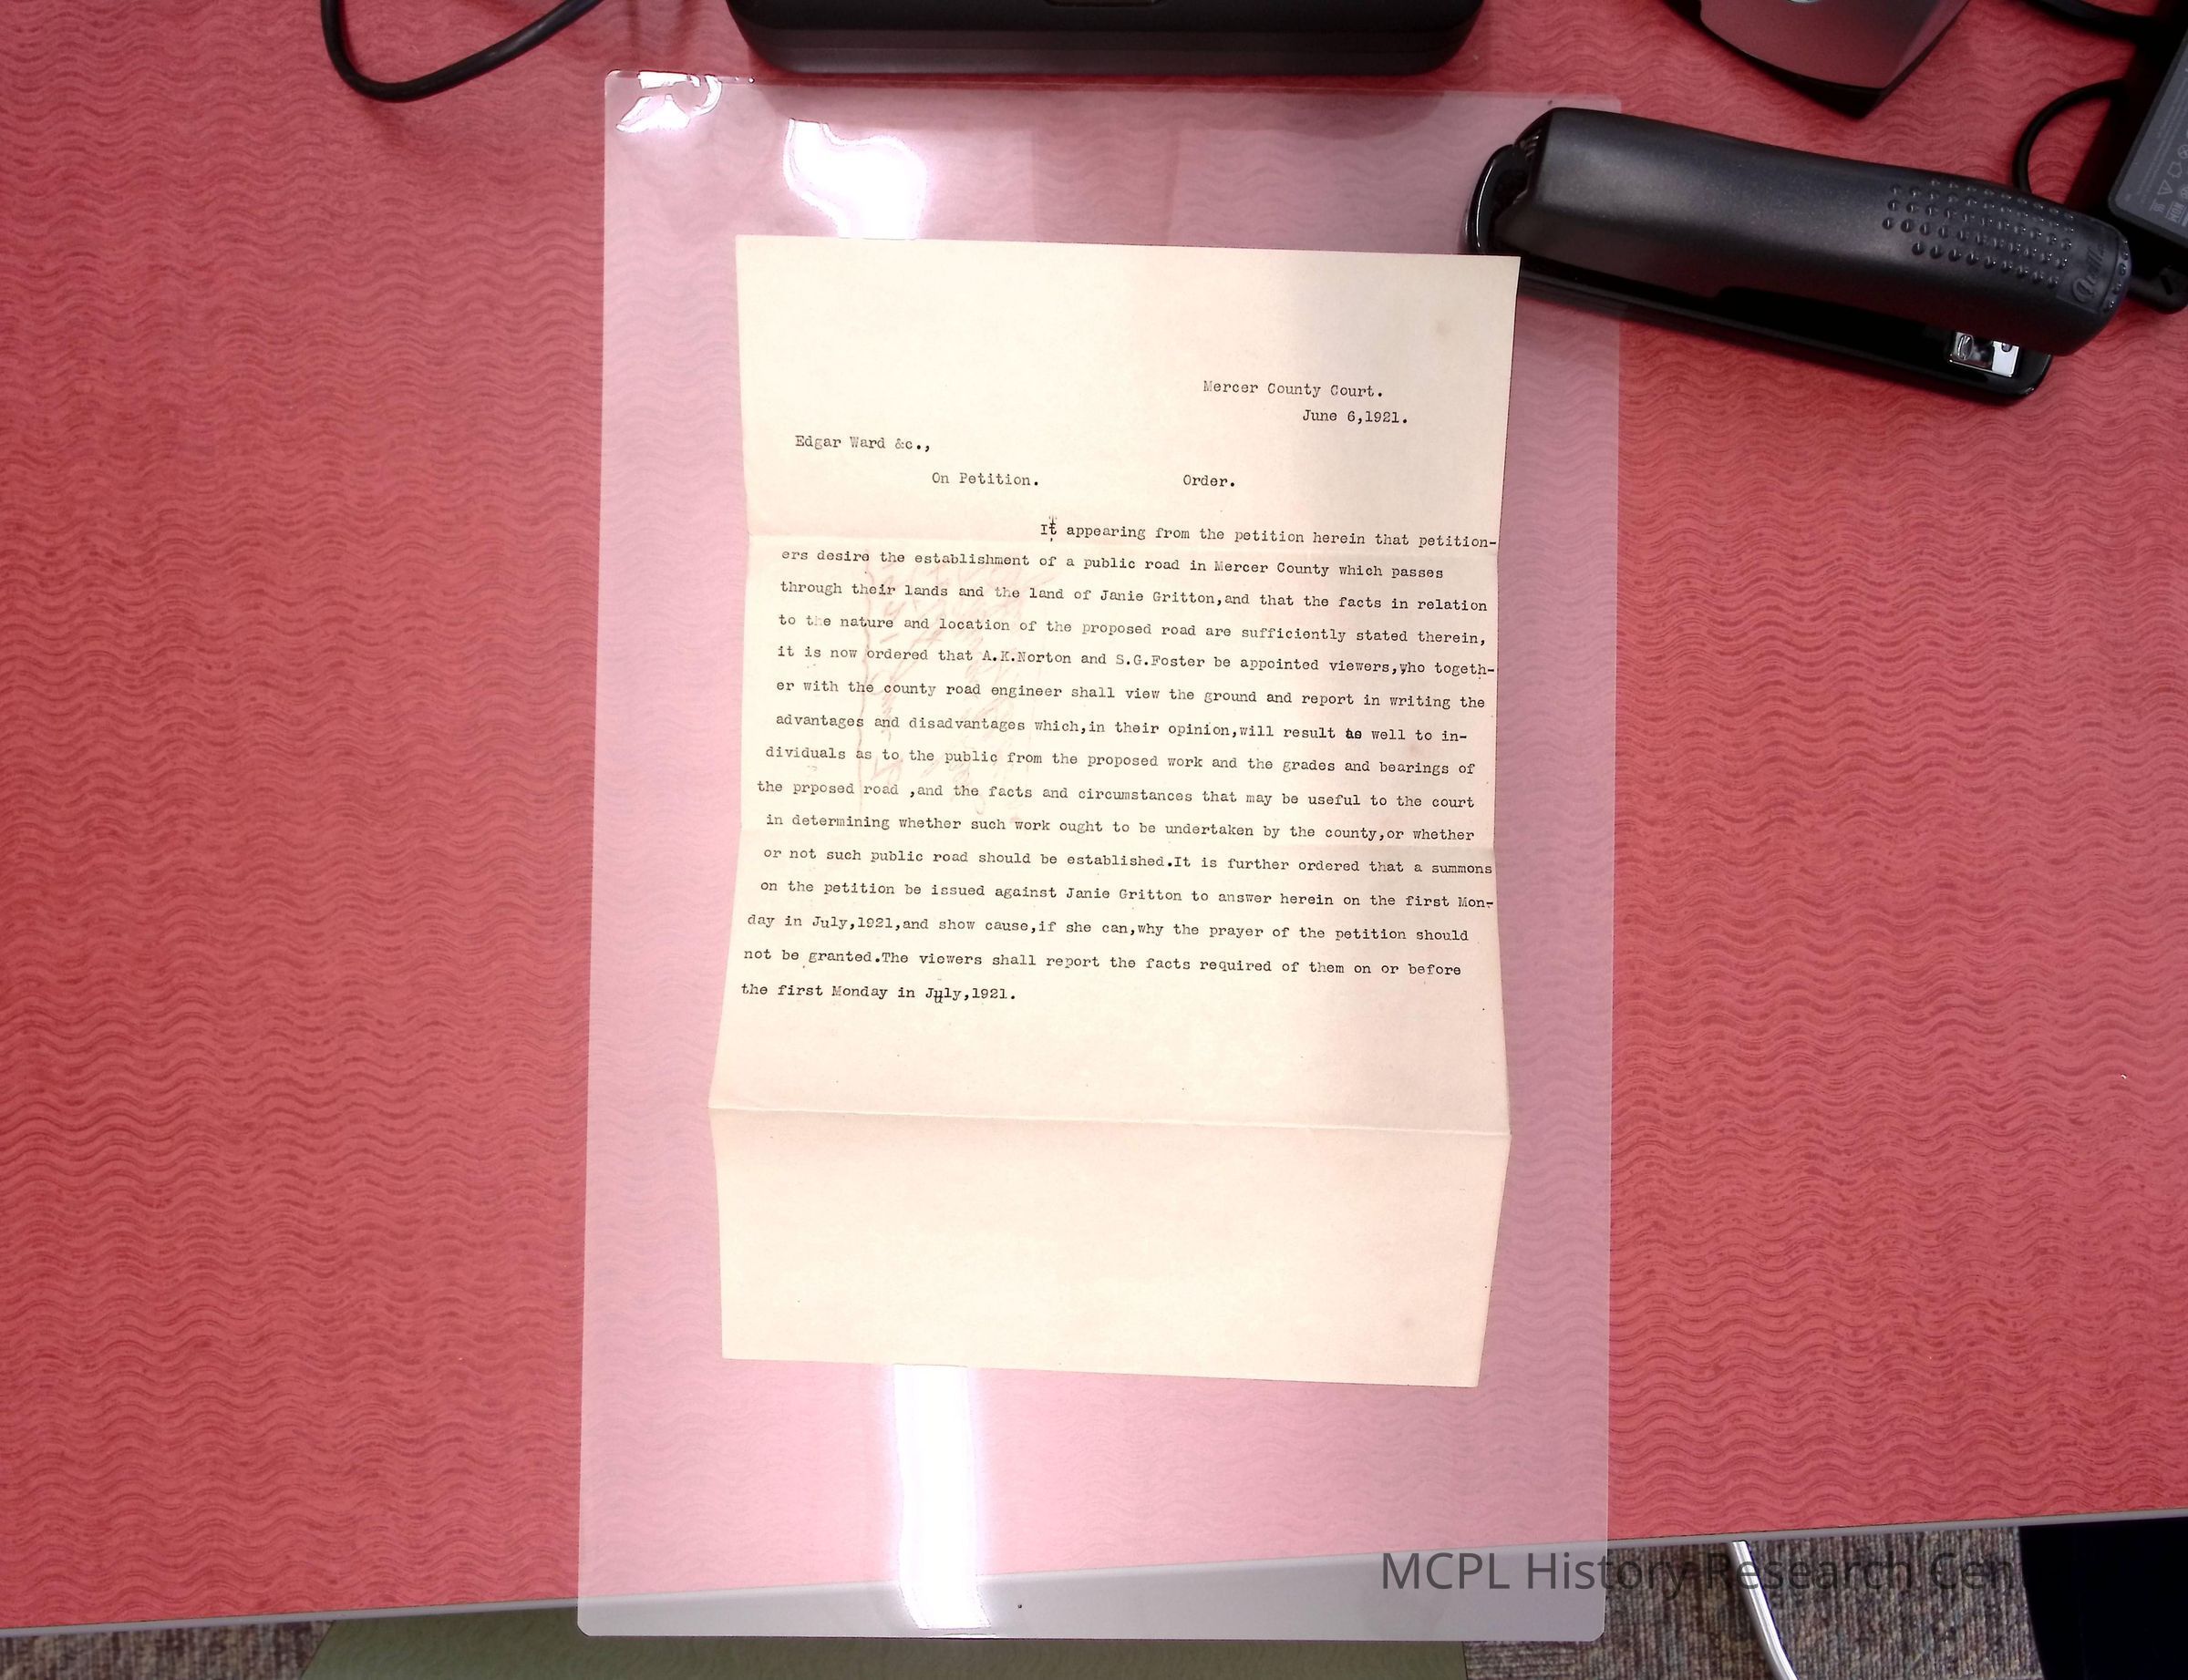 Mercer County Court.
June 6,1921.
Edgar Ward &c.,
On Petition. Order.
It appearing from the petition herein that petition-
ers desire the establishment of a public road in Mercer County which passes
through their lands and the land of Janie Gritton,and that the facts in relation
to the nature and location of the proposed road are sufficiently stated therein,
it is now ordered that A.K.Norton and S.G.Foster be appointed viewers,who togeth-
er with the county road engineer shall view the ground and report in writing the
advantages and disadvantages which,in their opinion,will result as well to in-
dividuals as to the public from the proposed work and the grades and bearings of
the prposed road ,and the facts and circumstances that may be useful to the court
in determining whether such work ought to be undertaken by the county,or whether
or not such public road should be established.It is further ordered that a summons
on the petition be issued against Janie Gritton to answer herein on the first Mon-
day in July,1921,and show cause,if she can,why the prayer of the petition should
not be granted.The viewers shall report the facts required of them on or before
the first Monday in July,1921.
MCPL History Research Cen